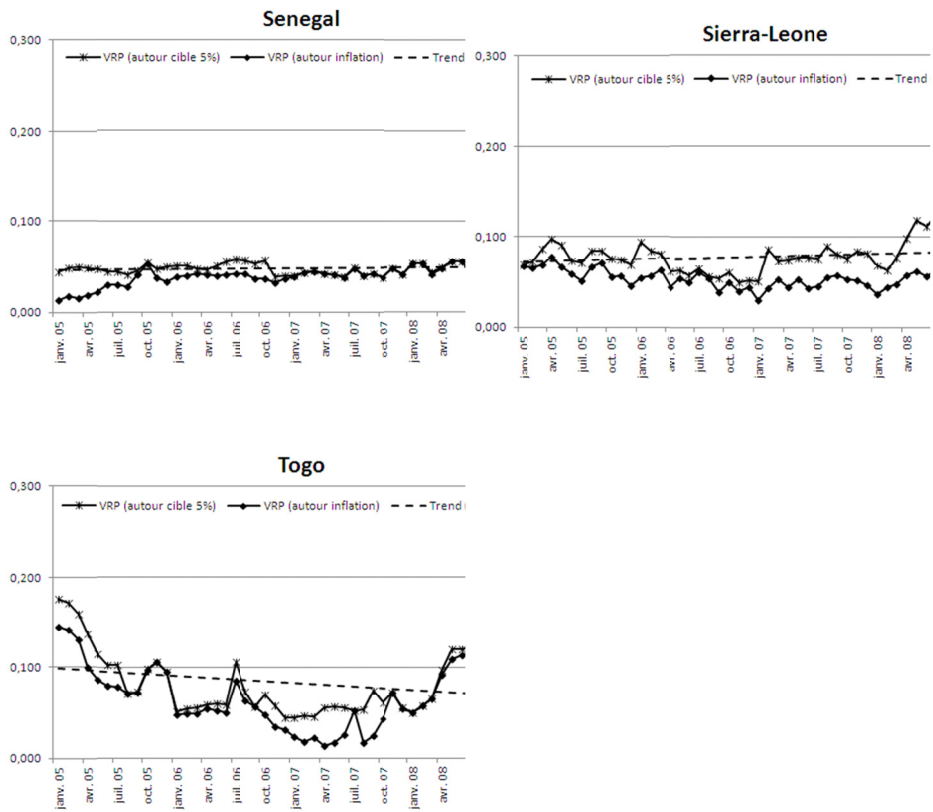 Senegal
0,300
VRP (autour cible 5%) VRP (autour inflation) Trend
0,200
0,100
0,000
janv. 05
avr. 05
juil. 05
oct. 05
janv. 06
avr. 06
juil. 06
oct. 06
janv. 07
avr. 07
juil. 07
oct. 07
janv. 08
avr. 08
Sierra-Leone
0,300
VRP (autour cible 5%) VRP (autour inflation) Trend
0,200
0,100
0,000
janv. 05
avr. 05
juil. 05
oct. 05
janv. 06
avr. 06
juil. 06
oct. 06
janv. 07
avr. 07
juil. 07
oct. 07
janv. 08
avr. 08
Togo
0,300
VRP (autour cible 5%) VRP (autour inflation) Trend
0,200
0,100
0,000
janv. 05
avr. 05
juil. 05
oct. 05
janv. 06
avr. 06
juil. 06
oct. 06
janv. 07
avr. 07
juil. 07
oct. 07
janv. 08
avr. 08